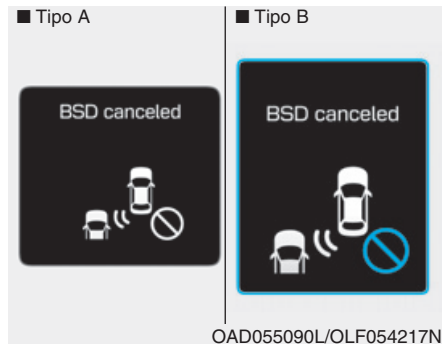 ■ Tipo A
■ Tipo B
BSD canceled
BSD canceled
OAD055090L/OLF054217N